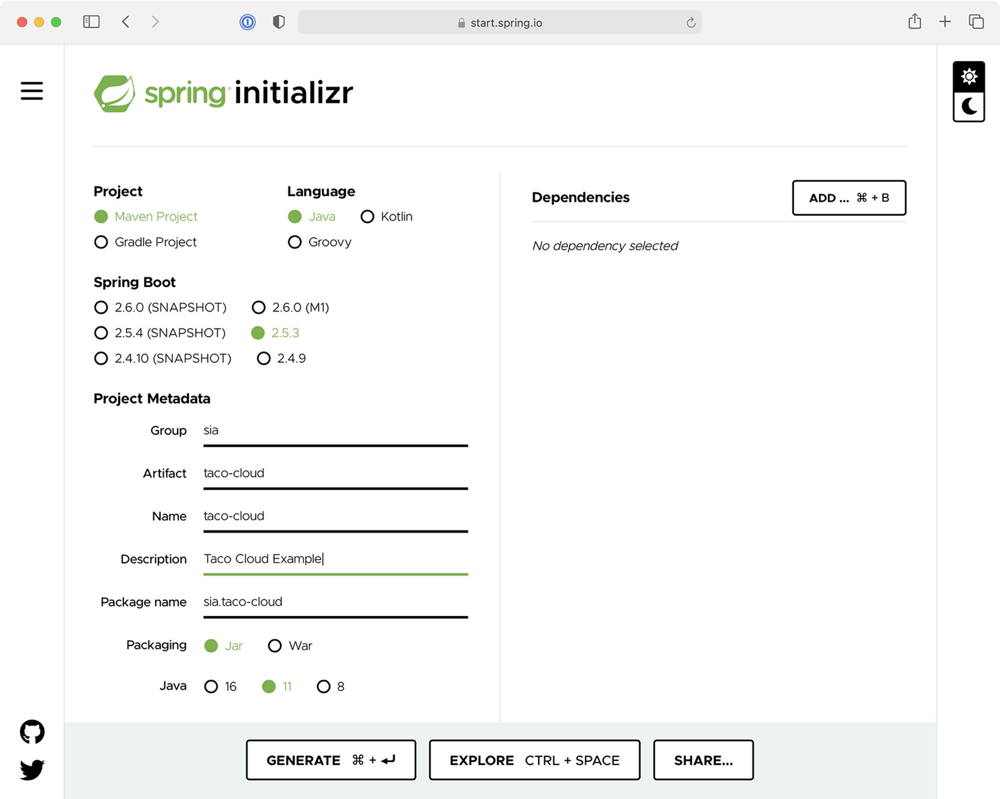 start.spring.io
spring initializr
Project
Maven Project
Gradle Project
Language
Java Kotlin
Groovy
Spring Boot
2.6.0 (SNAPSHOT) 2.6.0 (M1)
2.5.4 (SNAPSHOT) 2.5.3
2.4.10 (SNAPSHOT) 2.4.9
Project Metadata
Group sia
Artifact taco-cloud
Name taco-cloud
Description Taco Cloud Example
Package name sia.taco-cloud
Packaging Jar War
Java 16 11 8
Dependencies
ADD ... ⌘ + B
No dependency selected
GENERATE ⌘ + ↵
EXPLORE CTRL + SPACE
SHARE...